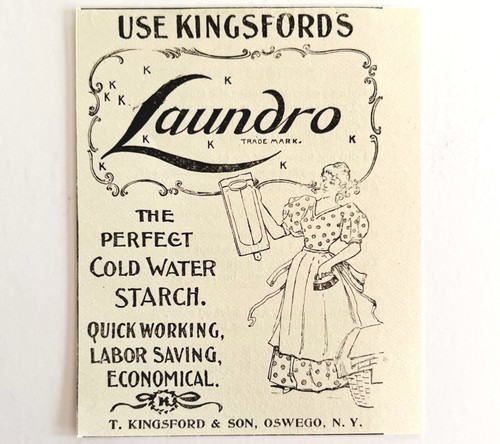 USE KINGSFORDS
K
K
K K
K
Laundro
K
K
K
TRADE MARK.
K
THE
PERFECT
COLD WATER
STARCH.
QUICK WORKING,
LABOR SAVING,
ECONOMICAL.
K
T. KINGSFORD & SON, OSWEGO, N. Y.